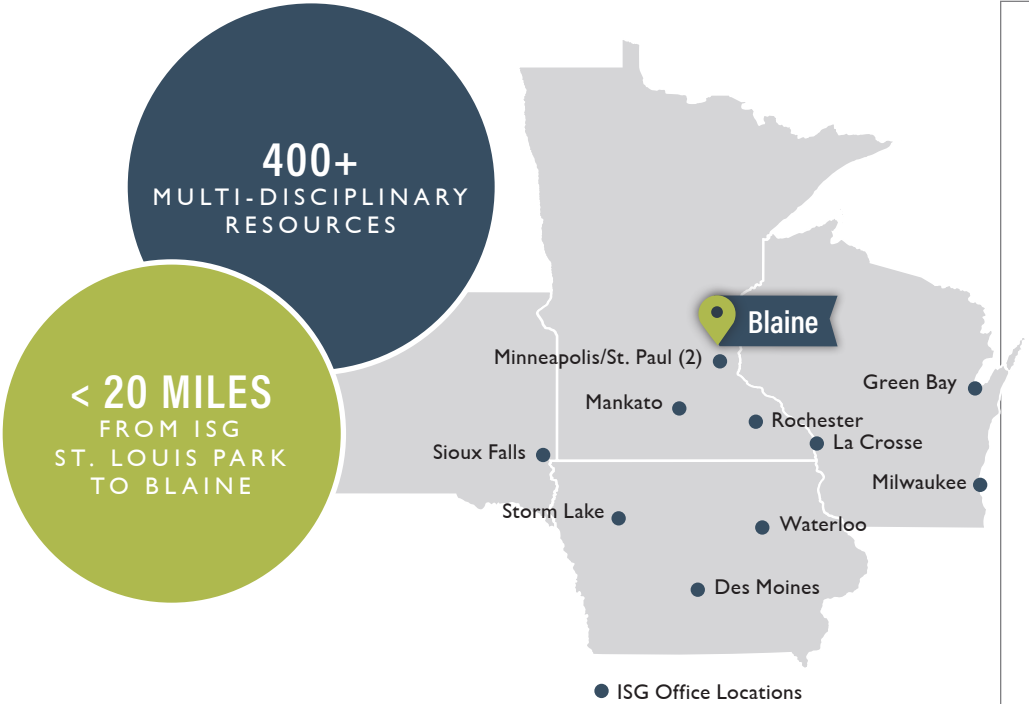 400+
MULTI-DISCIPLINARY
RESOURCES
< 20 MILES
FROM ISG
ST. LOUIS PARK
TO BLAINE
Blaine
Minneapolis/St. Paul (2)
Green Bay
Mankato
Rochester
La Crosse
Sioux Falls
Milwaukee
Storm Lake
Waterloo
Des Moines
ISG Office Locations